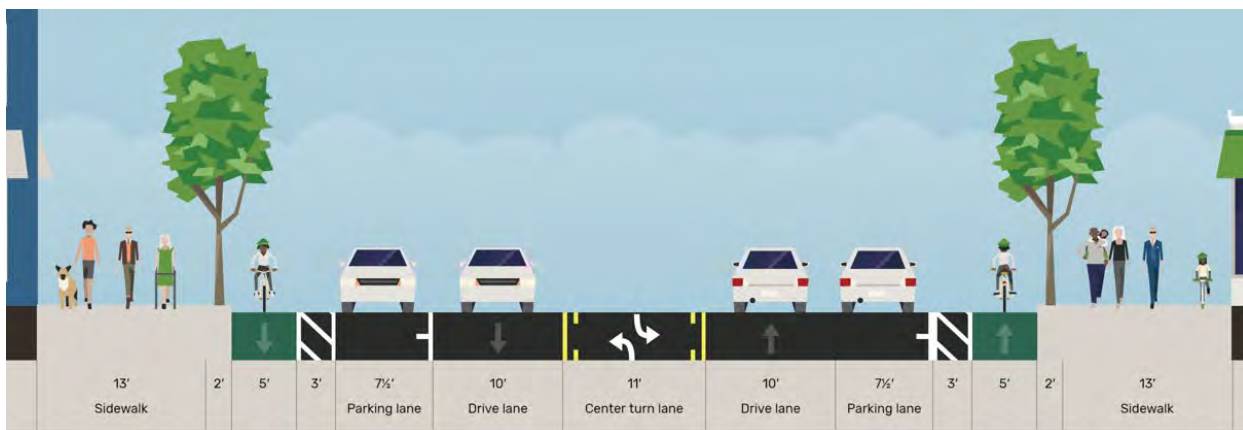 13' 2' 5' 3' 7½' 10' 11' 10' 7½' 3' 5' 2' 13'
Sidewalk Parking lane Drive lane Center turn lane Drive lane Parking lane Sidewalk